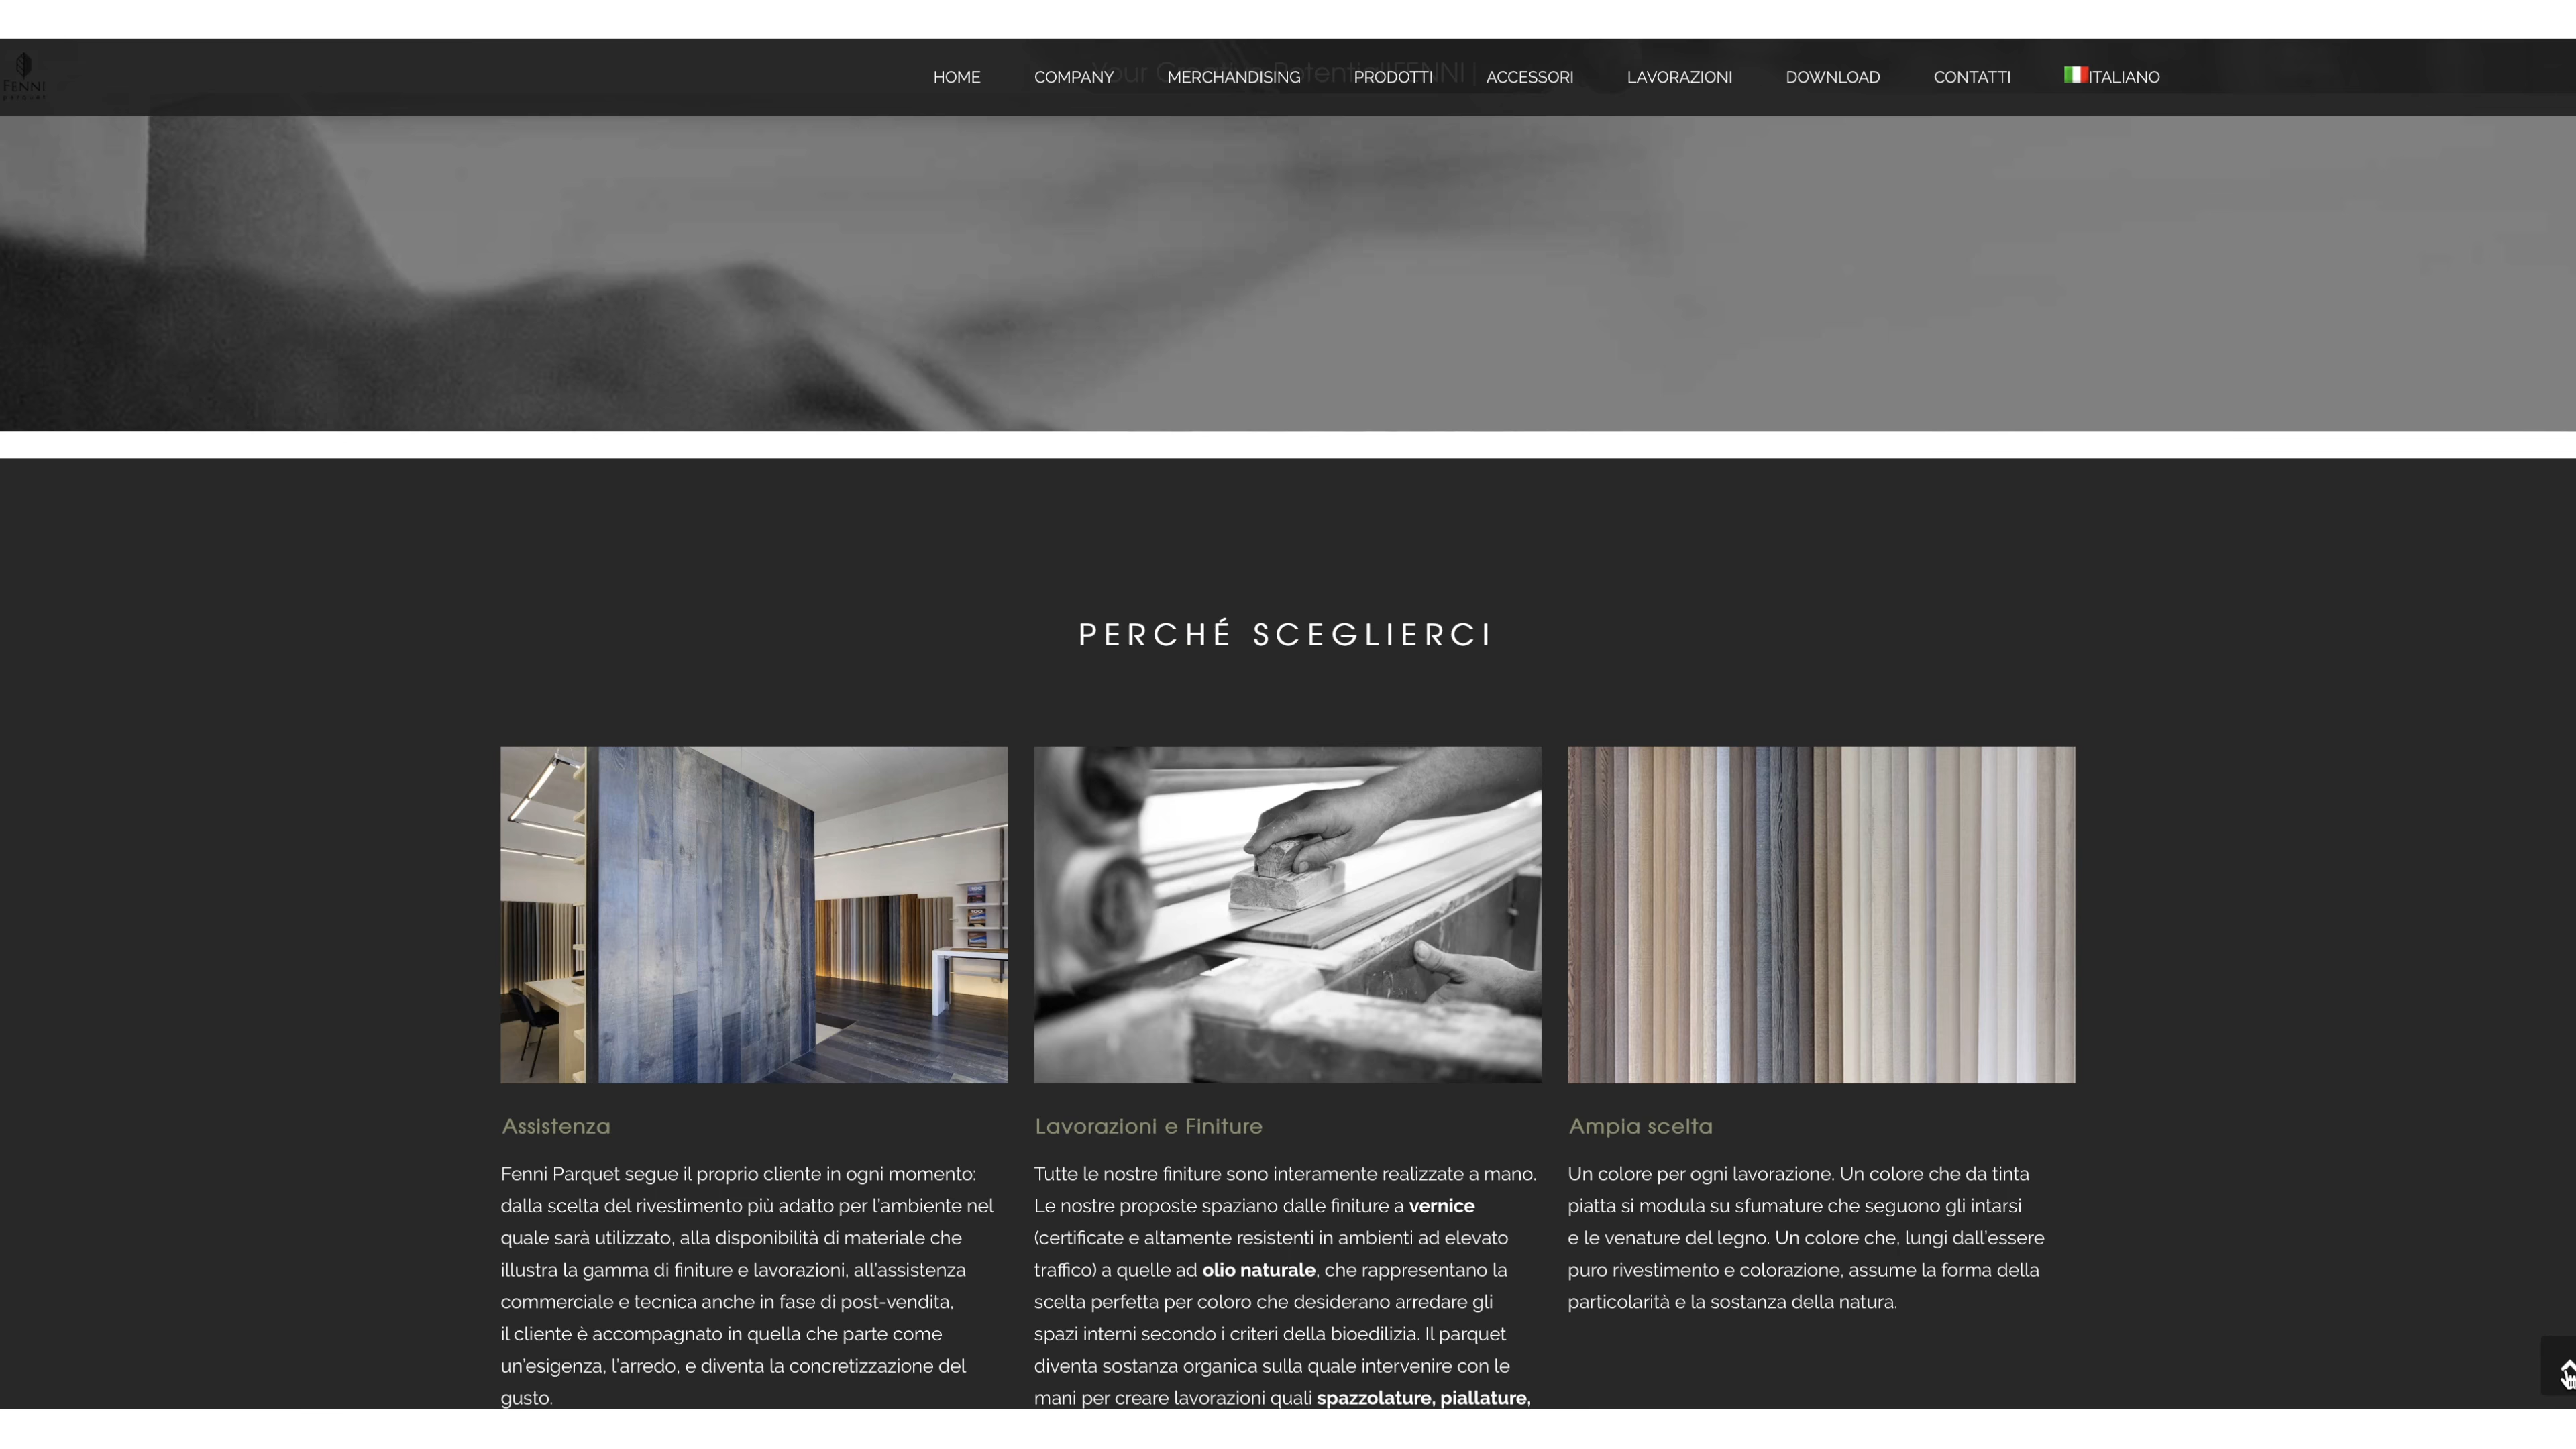 FENNI
parquet
HOME COMPANY MERCHANDISING PRODOTTI ACCESSORI LAVORAZIONI DOWNLOAD CONTATTI ITALIANO
Your Creative Potential|FENNI |
PERCHÉ SCEGLIERCI
Assistenza
Fenni Parquet segue il proprio cliente in ogni momento:
dalla scelta del rivestimento più adatto per l'ambiente nel
quale sarà utilizzato, alla disponibilità di materiale che
illustra la gamma di finiture e lavorazioni, all'assistenza
commerciale e tecnica anche in fase di post-vendita,
il cliente è accompagnato in quella che parte come
un'esigenza, l'arredo, e diventa la concretizzazione del
gusto.
Lavorazioni e Finiture
Tutte le nostre finiture sono interamente realizzate a mano.
Le nostre proposte spaziano dalle finiture a vernice
(certificate e altamente resistenti in ambienti ad elevato
traffico) a quelle ad olio naturale, che rappresentano la
scelta perfetta per coloro che desiderano arredare gli
spazi interni secondo i criteri della bioedilizia. Il parquet
diventa sostanza organica sulla quale intervenire con le
mani per creare lavorazioni quali spazzolature, piallature,
Ampia scelta
Un colore per ogni lavorazione. Un colore che da tinta
piatta si modula su sfumature che seguono gli intarsi
e le venature del legno. Un colore che, lungi dall'essere
puro rivestimento e colorazione, assume la forma della
particolarità e la sostanza della natura.